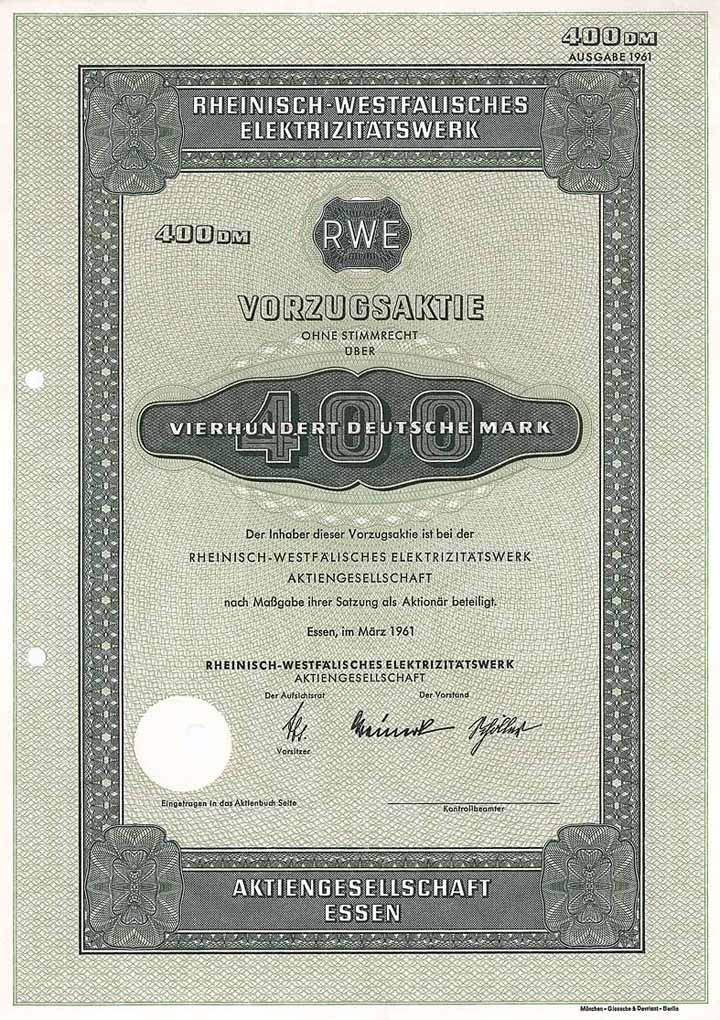 400 DM
AUSGABE 1961
RHEINISCH-WESTFÄLISCHES
ELEKTRIZITÄTSWERK
400 DM
RWE
VORZUGSAKTIE
OHNE STIMMRECHT
ÜBER
400
VIERHUNDERT DEUTSCHE MARK
Der Inhaber dieser Vorzugsaktie ist bei der
RHEINISCH-WESTFÄLISCHES ELEKTRIZITÄTSWERK
AKTIENGESELLSCHAFT
nach Maßgabe ihrer Satzung als Aktionär beteiligt.
Essen, im März 1961
RHEINISCH-WESTFÄLISCHES ELEKTRIZITÄTSWERK
AKTIENGESELLSCHAFT
Der Aufsichtsrat Der Vorstand
Vorsitzer
Eingetragen in das Aktienbuch Seite
Kontrollbeamter
AKTIENGESELLSCHAFT
ESSEN
München - Giesecke & Devrient - Berlin